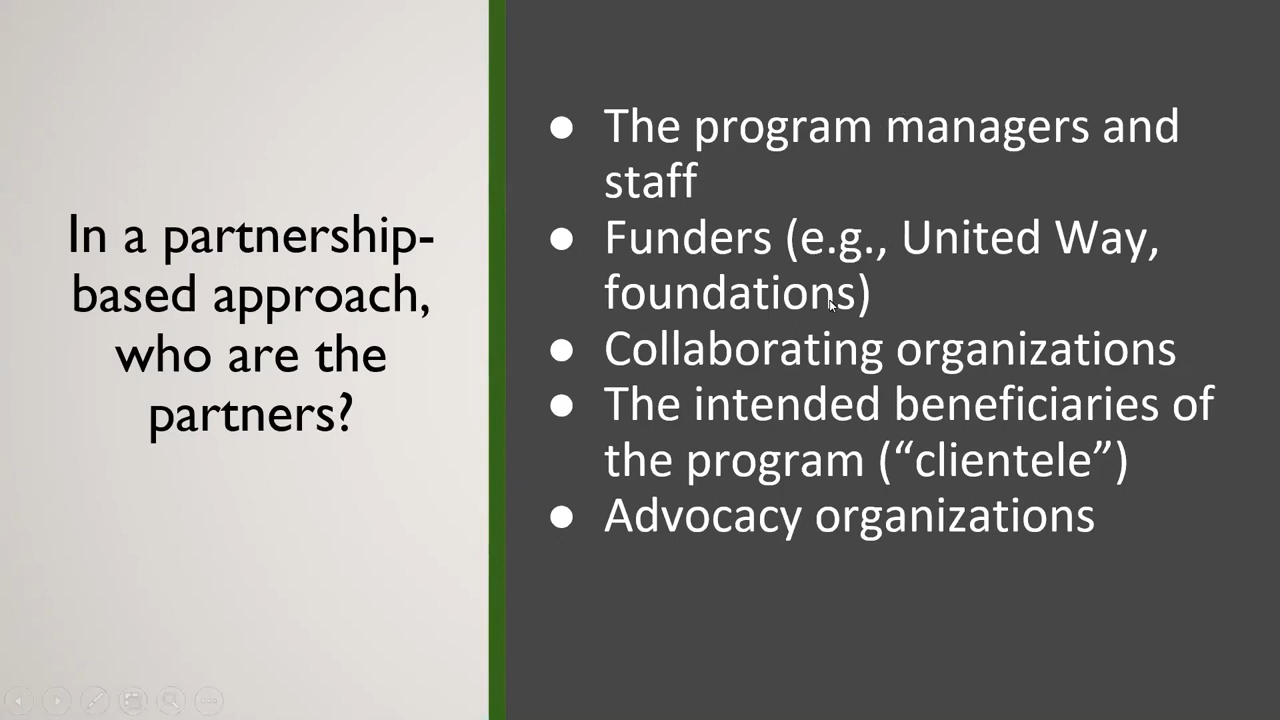 In a partnership-
based approach,
who are the
partners?
● The program managers and
staff
● Funders (e.g., United Way,
foundations)
● Collaborating organizations
● The intended beneficiaries of
the program (“clientele”)
● Advocacy organizations